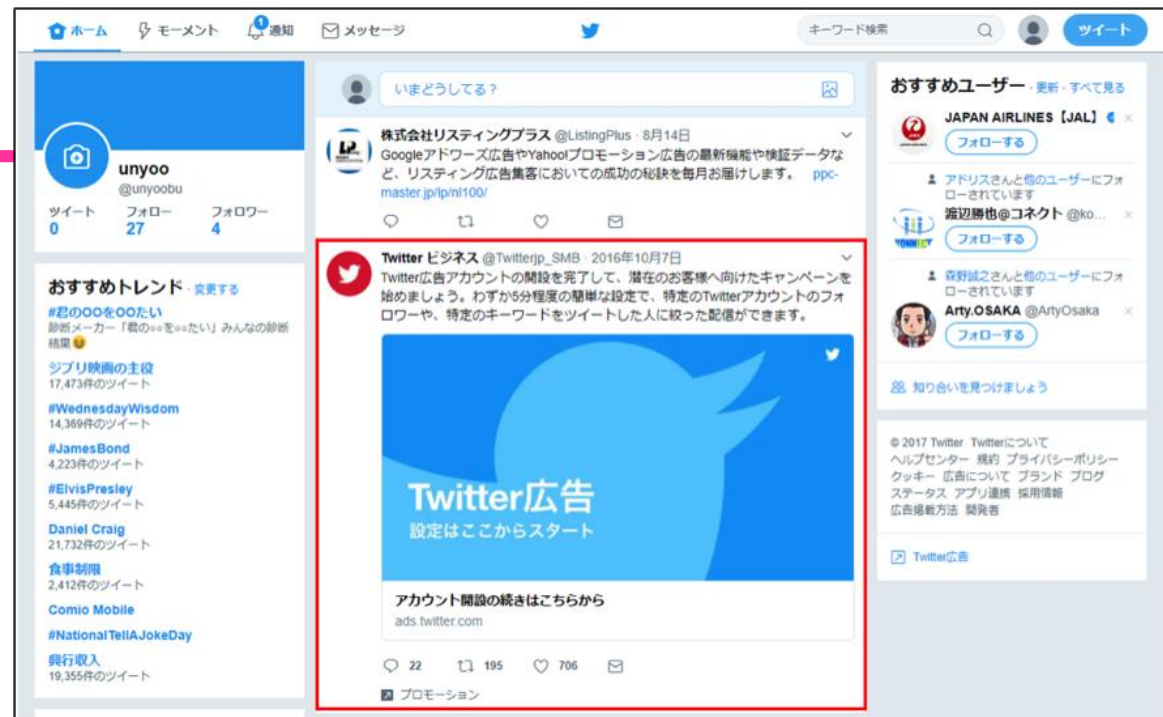 ホーム
モーメント
1
通知
メッセージ
キーワード検索
ツイート
unyoo
@unyoobu
ツイート フォロー フォロワー
0 27 4
おすすめトレンド · 変更する
#君の○○を○○たい
診断メーカー「君の○○を○○たい」みんなの診断
結果
ジブリ映画の主役
17,473件のツイート
#WednesdayWisdom
14,369件のツイート
#JamesBond
4,223件のツイート
#ElvisPresley
5,445件のツイート
Daniel Craig
21,732件のツイート
食事制限
2,412件のツイート
Comio Mobile
#NationalTellAJokeDay
興行収入
19,355件のツイート
いまどうしてる？
株式会社リスティングプラス @ListingPlus · 8月14日
Googleアドワーズ広告やYahoo!プロモーション広告の最新機能や検証データな
ど、リスティング広告集客においての成功の秘訣を毎月お届けします。 ppc-
master.jp/lp/nl100/
Twitter ビジネス @Twitterjp_SMB · 2016年10月7日
Twitter広告アカウントの開設を完了して、潜在のお客様へ向けたキャンペーンを
始めましょう。わずか5分程度の簡単な設定で、特定のTwitterアカウントのフォ
ロワーや、特定のキーワードをツイートした人に絞った配信ができます。
Twitter広告
設定はここからスタート
アカウント開設の続きはこちらから
ads.twitter.com
22 195 706
プロモーション
おすすめユーザー · 更新 · すべて見る
JAPAN AIRLINES【JAL】
フォローする
アドリスさんと他のユーザーにフォ
ローされています
渡辺勝也@コネクト @ko...
フォローする
森野誠之さんと他のユーザーにフォ
ローされています
Arty.OSAKA @ArtyOsaka
フォローする
知り合いを見つけましょう
© 2017 Twitter Twitterについて
ヘルプセンター 規約 プライバシーポリシー
クッキー 広告について ブランド ブログ
ステータス アプリ連携 採用情報
広告掲載方法 開発者
Twitter広告